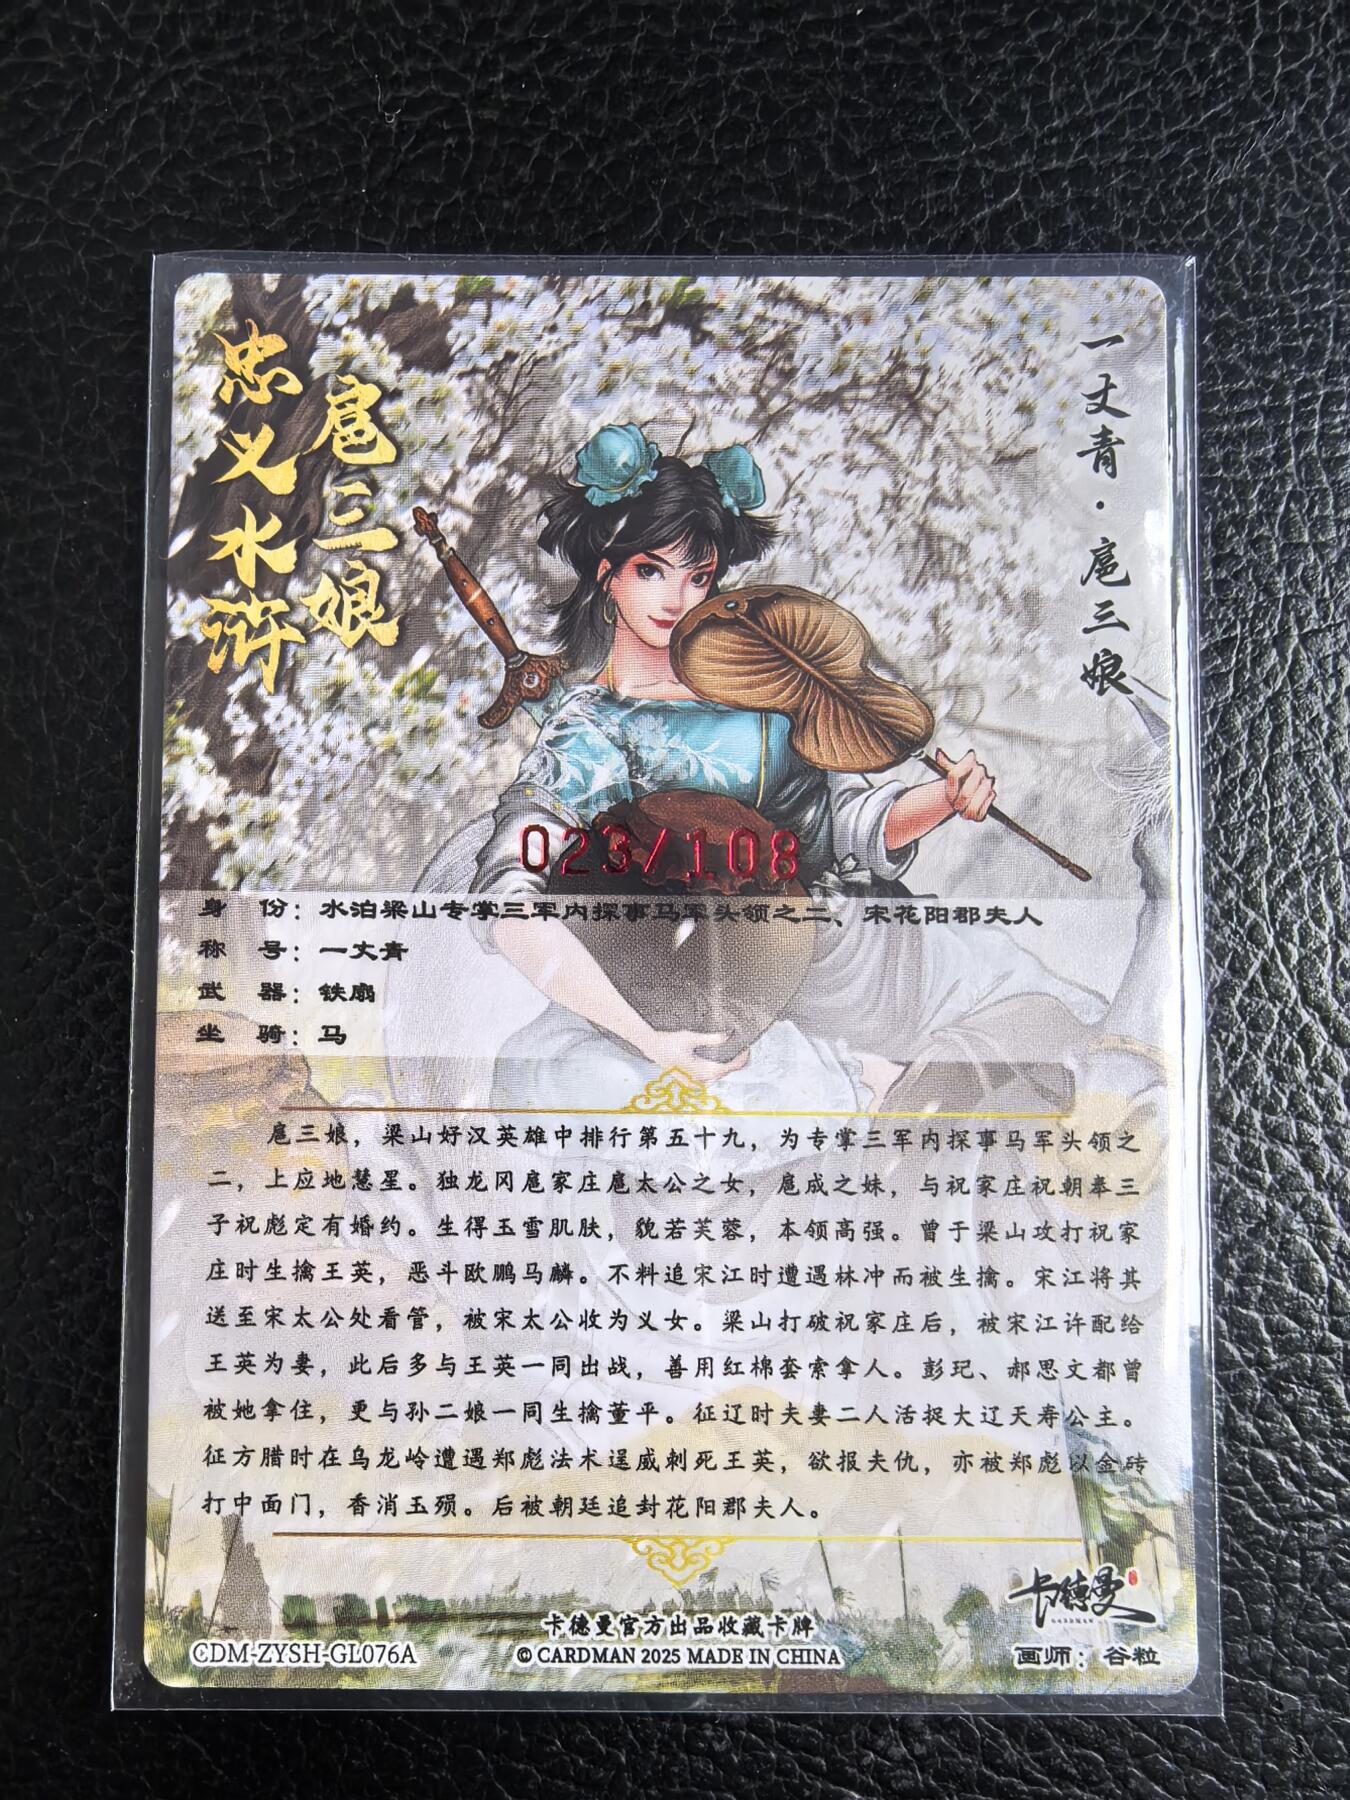 忠义水浒
扈三娘
一丈青·扈三娘
023/108
身 份：水泊梁山专掌三军内探事马军头领之二、宋花阳郡夫人
称 号：一丈青
武 器：铁扇
坐 骑：马
扈三娘，梁山好汉英雄中排行第五十九，为专掌三军内探事马军头领之
二，上应地慧星。独龙冈扈家庄扈太公之女，扈成之妹，与祝家庄祝朝奉三
子祝彪定有婚约。生得玉雪肌肤，貌若芙蓉，本领高强。曾于梁山攻打祝家
庄时生擒王英，恶斗欧鹏马麟。不料追宋江时遭遇林冲而被生擒。宋江将其
送至宋太公处看管，被宋太公收为义女。梁山打破祝家庄后，被宋江许配给
王英为妻，此后多与王英一同出战，善用红棉套索拿人。彭玘、郝思文都曾
被她拿住，更与孙二娘一同生擒董平。征辽时夫妻二人活捉大辽天寿公主。
征方腊时在乌龙岭遭遇郑彪法术逞威刺死王英，欲报夫仇，亦被郑彪以金砖
打中面门，香消玉殒。后被朝廷追封花阳郡夫人。
卡德曼
卡德曼官方出品收藏卡牌
CDM-ZYSH-GL076A
© CARDMAN 2025 MADE IN CHINA
画师：谷粒